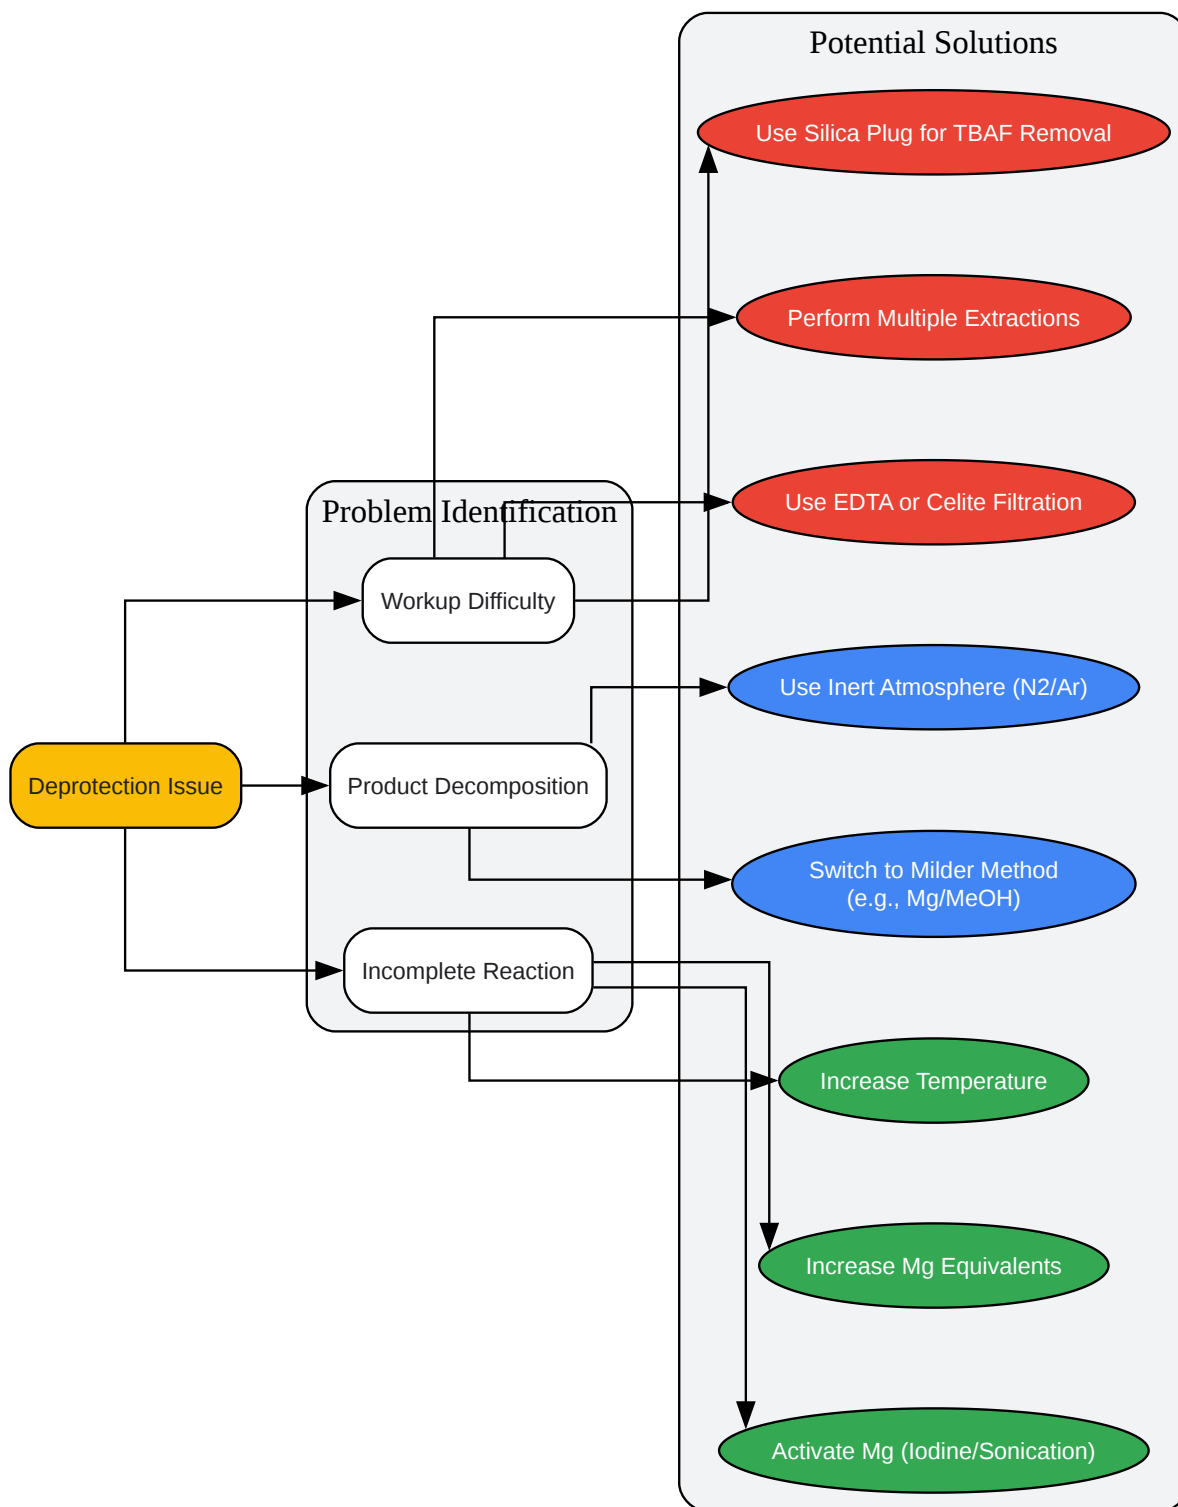 Potential Solutions
Use Silica Plug for TBAF Removal
Perform Multiple Extractions
Use EDTA or Celite Filtration
Problem Identification
Workup Difficulty
Use Inert Atmosphere (N2/Ar)
Deprotection Issue
Product Decomposition
Switch to Milder Method
(e.g., Mg/MeOH)
Incomplete Reaction
Increase Temperature
Increase Mg Equivalents
Activate Mg (Iodine/Sonication)